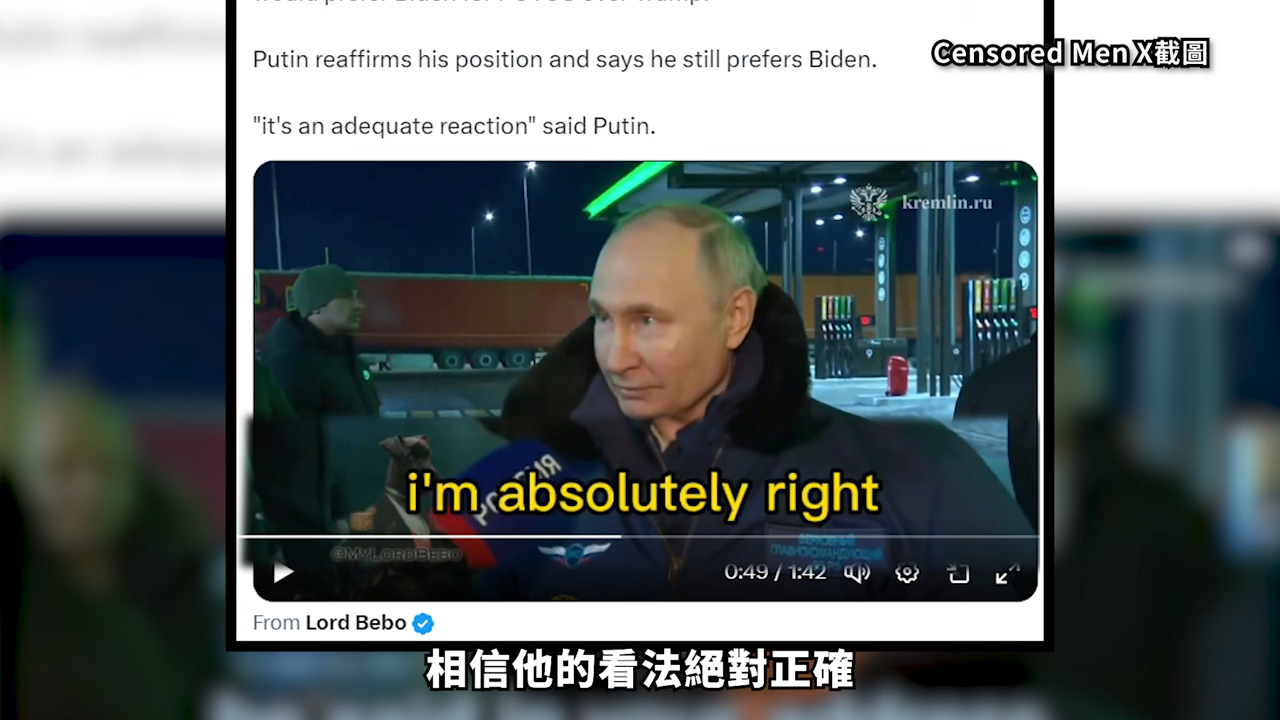 Putin reaffirms his position and says he still prefers Biden.
Censored Men X截圖
"it's an adequate reaction" said Putin.
kremlin.ru
i'm absolutely right
@MYLORDBEBO
ВЕРХОВНЫЙ
ГЛАВНОКОМАНДУЮЩИЙ
0:49 / 1:42
From Lord Bebo
相信他的看法絕對正確